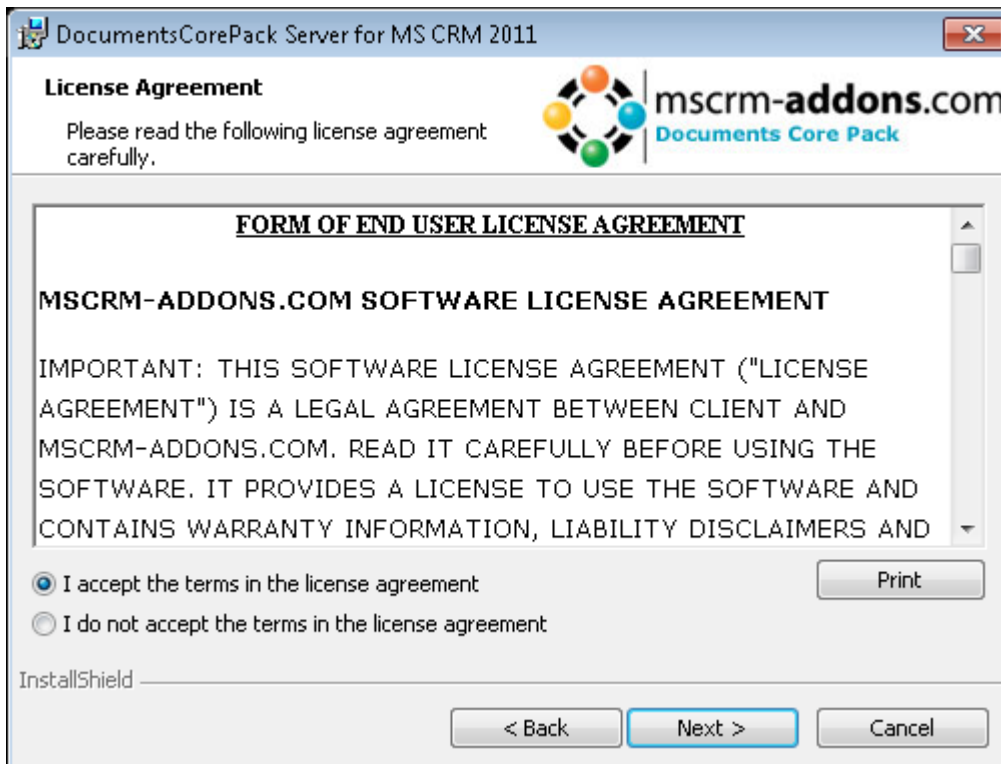 DocumentsCorePack Server for MS CRM 2011
License Agreement
Please read the following license agreement
carefully.
mscrm-addons.com
Documents Core Pack
FORM OF END USER LICENSE AGREEMENT
MSCRM-ADDONS.COM SOFTWARE LICENSE AGREEMENT
IMPORTANT: THIS SOFTWARE LICENSE AGREEMENT ("LICENSE
AGREEMENT") IS A LEGAL AGREEMENT BETWEEN CLIENT AND
MSCRM-ADDONS.COM. READ IT CAREFULLY BEFORE USING THE
SOFTWARE. IT PROVIDES A LICENSE TO USE THE SOFTWARE AND
CONTAINS WARRANTY INFORMATION, LIABILITY DISCLAIMERS AND
I accept the terms in the license agreement
Print
I do not accept the terms in the license agreement
InstallShield
< Back
Next >
Cancel